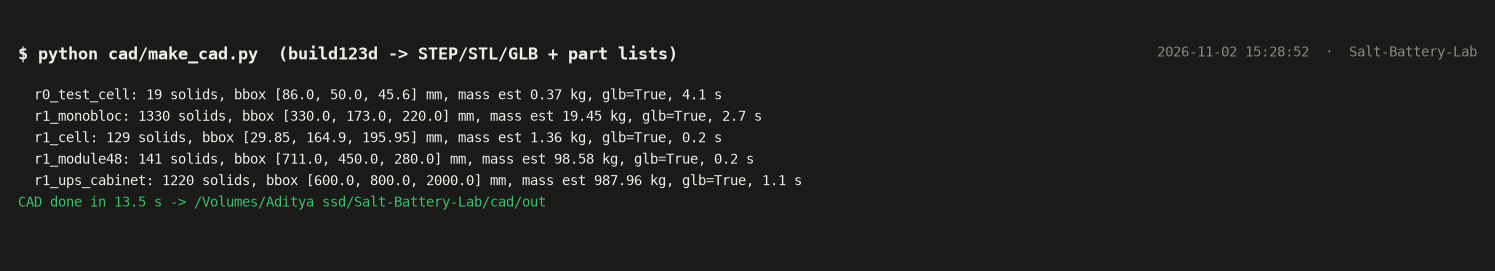 $ python cad/make_cad.py  (build123d -> STEP/STL/GLB + part lists)
2026-11-02 15:28:52 · Salt-Battery-Lab
r0_test_cell: 19 solids, bbox [86.0, 50.0, 45.6] mm, mass est 0.37 kg, glb=True, 4.1 s
r1_monobloc: 1330 solids, bbox [330.0, 173.0, 220.0] mm, mass est 19.45 kg, glb=True, 2.7 s
r1_cell: 129 solids, bbox [29.85, 164.9, 195.95] mm, mass est 1.36 kg, glb=True, 0.2 s
r1_module48: 141 solids, bbox [711.0, 450.0, 280.0] mm, mass est 98.58 kg, glb=True, 0.2 s
r1_ups_cabinet: 1220 solids, bbox [600.0, 800.0, 2000.0] mm, mass est 987.96 kg, glb=True, 1.1 s
CAD done in 13.5 s -> /Volumes/Aditya ssd/Salt-Battery-Lab/cad/out